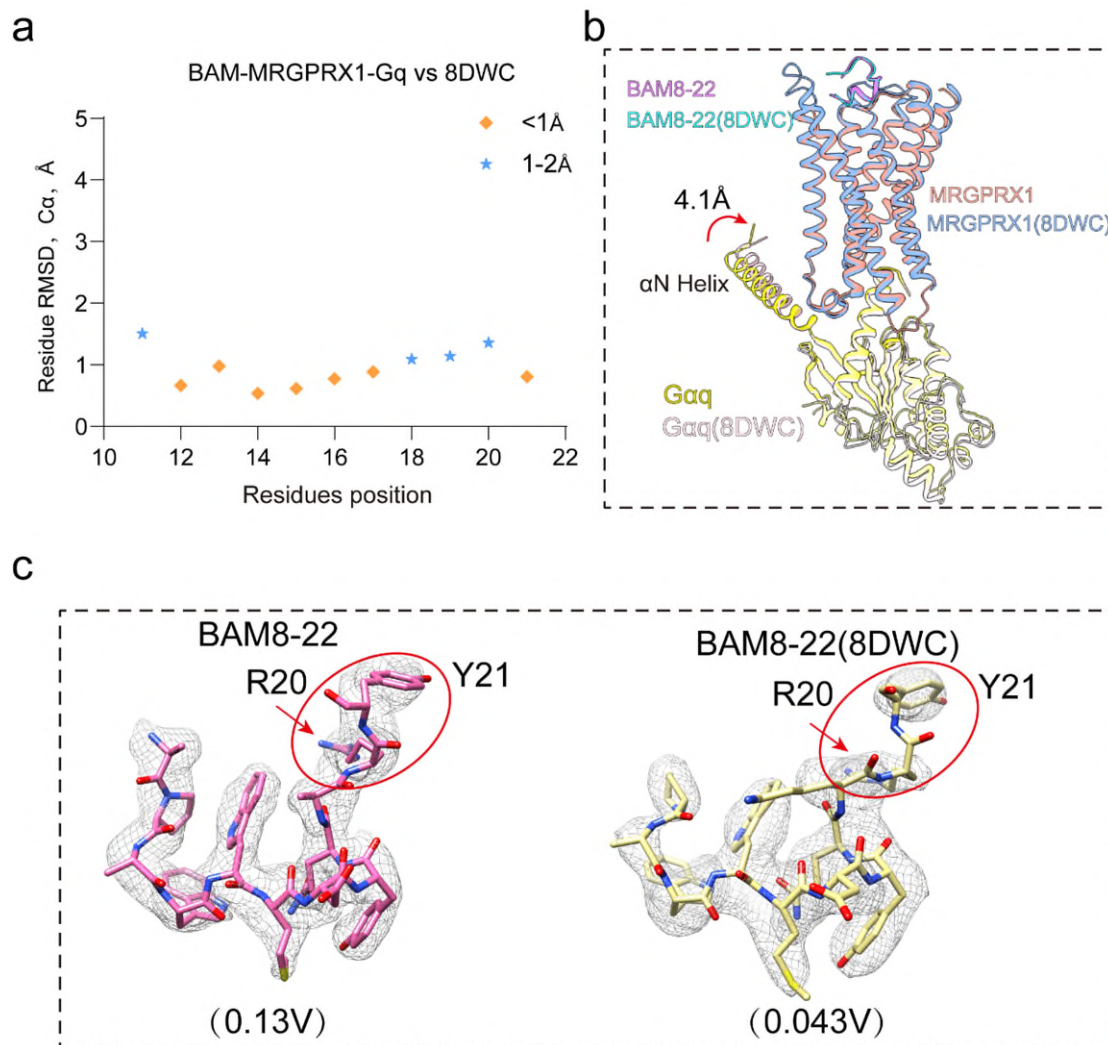 a
BAM-MRGPRX1-Gq vs 8DWC
<1Å
1-2Å
Residue RMSD, Cα, Å
5
4
3
2
1
0
10 12 14 16 18 20 22
Residues position
b
BAM8-22
BAM8-22(8DWC)
4.1Å
αN Helix
MRGPRX1
MRGPRX1(8DWC)
Gαq
Gαq(8DWC)
c
BAM8-22
R20
Y21
(0.13V)
BAM8-22(8DWC)
R20
Y21
(0.043V)